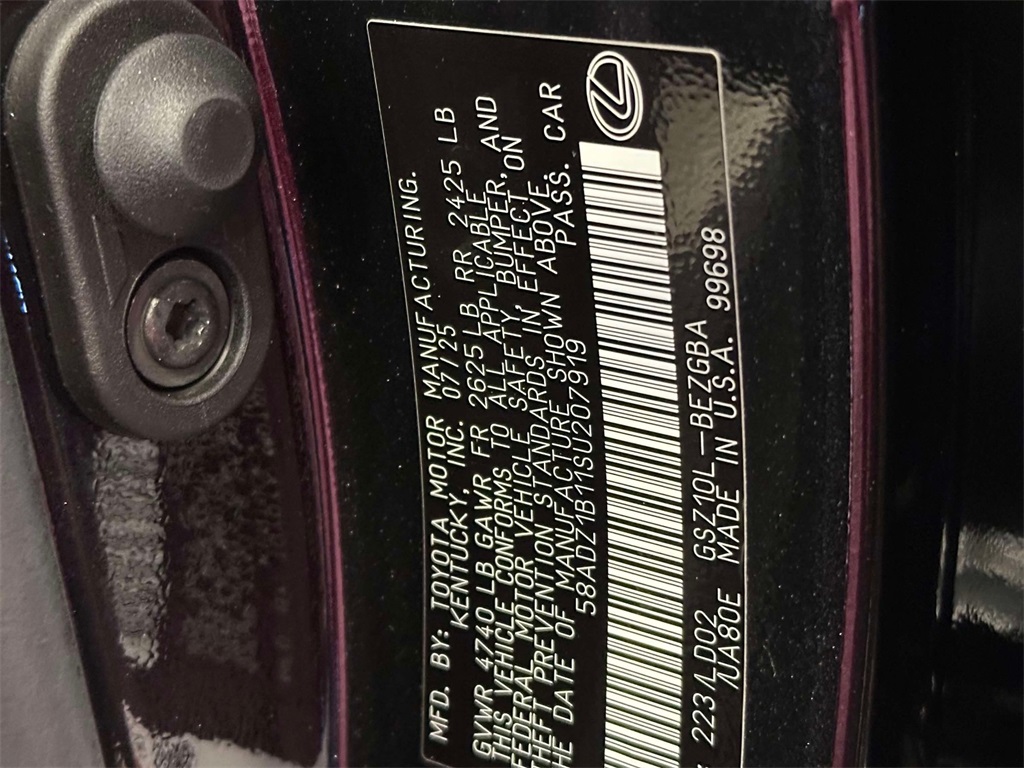 MFD. BY: TOYOTA MOTOR MANUFACTURING.
KENTUCKY, INC. 07/25
GVWR 4740 LB GAWR FR 2625 LB RR 2425 LB
THIS VEHICLE CONFORMS TO ALL APPLICABLE
FEDERAL MOTOR VEHICLE SAFETY, BUMPER, AND
THEFT PREVENTION STANDARDS IN EFFECT ON
HE DATE OF MANUFACTURE SHOWN ABOVE.
58ADZ1B11SU207919 PASS. CAR
223/LD02 GSZ10L-BEZGBA
/UA80E MADE IN U.S.A. 99698